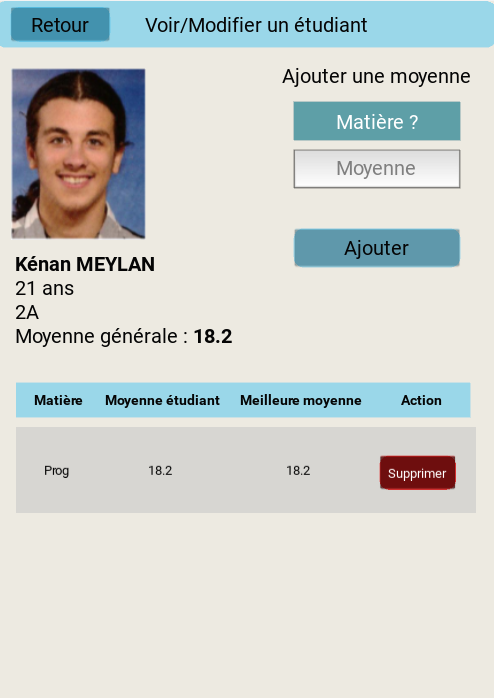 Retour
Voir/Modifier un étudiant
Ajouter une moyenne
Matière ?
Moyenne
Ajouter
Kénan MEYLAN
21 ans
2A
Moyenne générale : 18.2
Matière Moyenne étudiant Meilleure moyenne Action
Prog 18.2 18.2 Supprimer